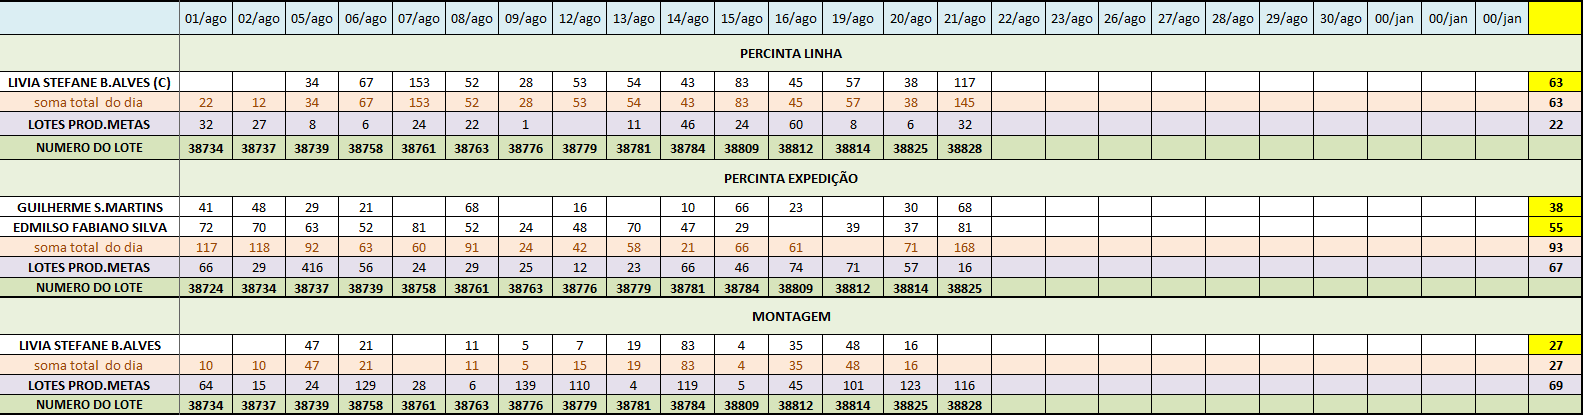 01/ago 02/ago 05/ago 06/ago 07/ago 08/ago 09/ago 12/ago 13/ago 14/ago 15/ago 16/ago 19/ago 20/ago 21/ago 22/ago 23/ago 26/ago 27/ago 28/ago 29/ago 30/ago 00/jan 00/jan 00/jan
PERCINTA LINHA
LIVIA STEFANE B.ALVES (C) 34 67 153 52 28 53 54 43 83 45 57 38 117 63
soma total do dia 22 12 34 67 153 52 28 53 54 43 83 45 57 38 145 63
LOTES PROD.METAS 32 27 8 6 24 22 1 11 46 24 60 8 6 32 22
NUMERO DO LOTE 38734 38737 38739 38758 38761 38763 38776 38779 38781 38784 38809 38812 38814 38825 38828
PERCINTA EXPEDIÇÃO
GUILHERME S.MARTINS 41 48 29 21 68 16 10 66 23 30 68 38
EDMILSO FABIANO SILVA 72 70 63 52 81 52 24 48 70 47 29 39 37 81 55
soma total do dia 117 118 92 63 60 91 24 42 58 21 66 61 71 168 93
LOTES PROD.METAS 66 29 416 56 24 29 25 12 23 66 46 74 71 57 16 67
NUMERO DO LOTE 38724 38734 38737 38739 38758 38761 38763 38776 38779 38781 38784 38809 38812 38814 38825
MONTAGEM
LIVIA STEFANE B.ALVES 47 21 11 5 7 19 83 4 35 48 16 27
soma total do dia 10 10 47 21 11 5 15 19 83 4 35 48 16 27
LOTES PROD.METAS 64 15 24 129 28 6 139 110 4 119 5 45 101 123 116 69
NUMERO DO LOTE 38734 38737 38739 38758 38761 38763 38776 38779 38781 38784 38809 38812 38814 38825 38828